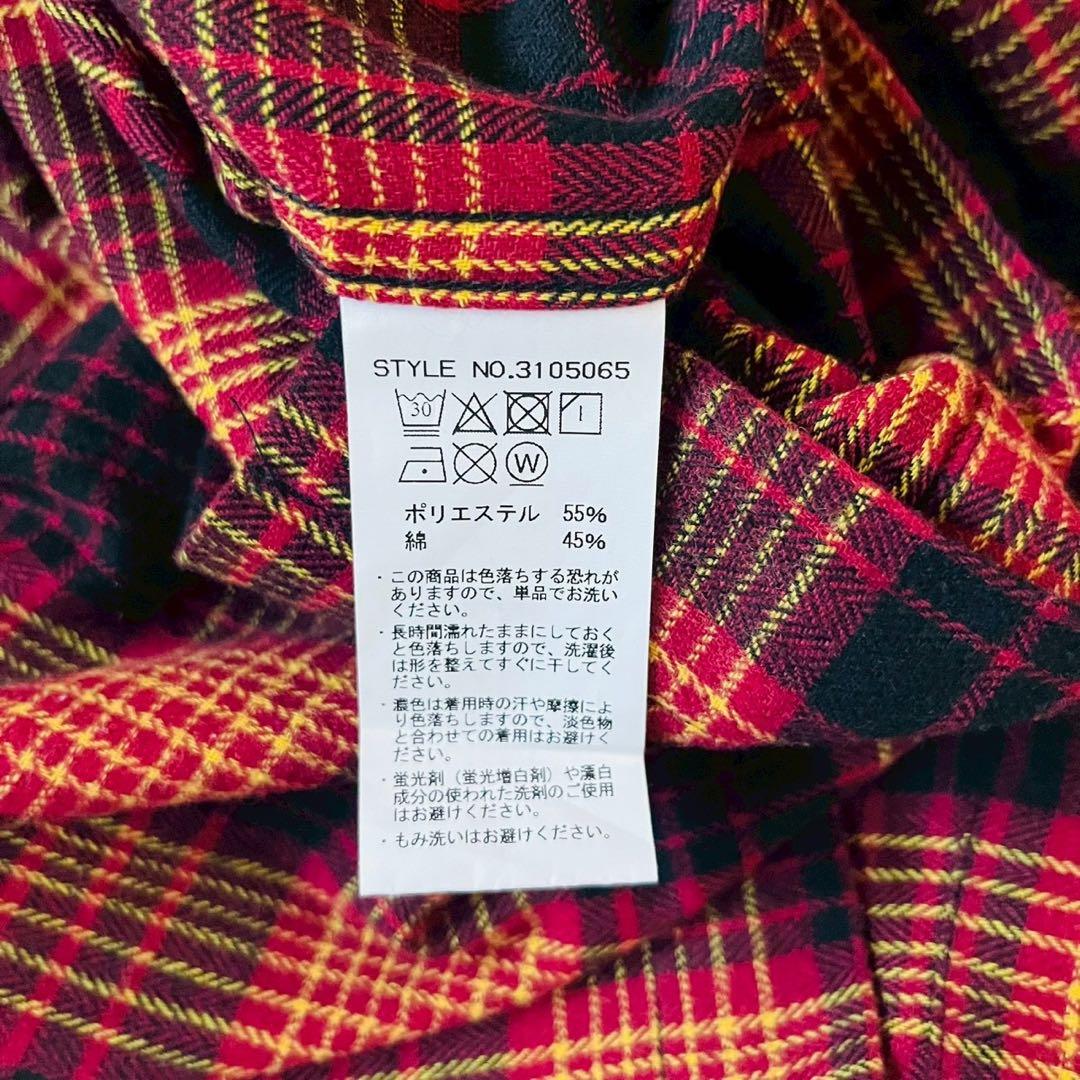 STYLE NO.3105065
30
W
ポリエステル 55%
綿 45%
・この商品は色落ちする恐れが
ありますので、単品でお洗い
ください。
・長時間濡れたままにしておく
と色落ちしますので、洗濯後
は形を整えてすぐに干してく
ださい。
・濃色は着用時の汗や摩擦によ
り色落ちしますので、淡色物
と合わせての着用はお避けく
ださい。
・蛍光剤（蛍光増白剤）や漂白
成分の使われた洗剤のご使用
はお避けください。
・もみ洗いはお避けください。